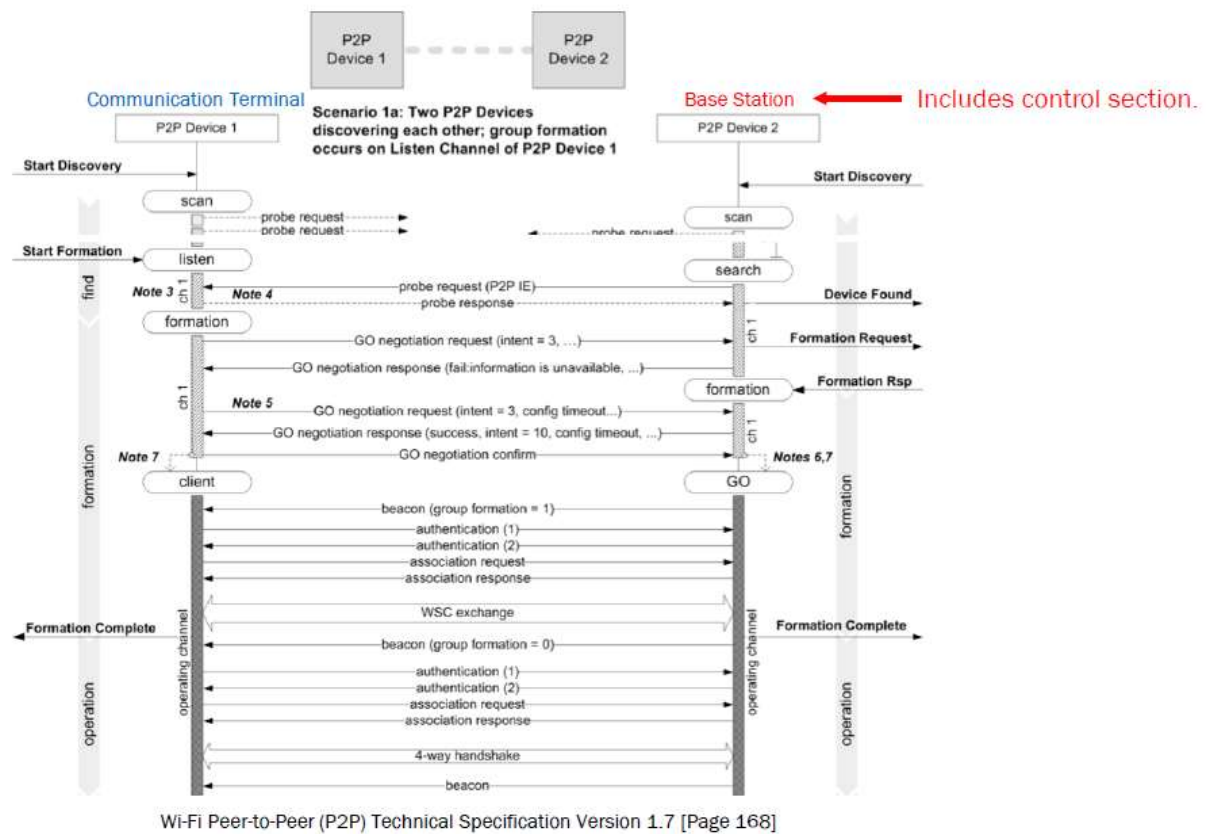 P2P
Device 1
P2P
Device 2
Communication Terminal
Scenario 1a: Two P2P Devices
discovering each other; group formation
occurs on Listen Channel of P2P Device 1
Base Station
Includes control section.
P2P Device 1
P2P Device 2
Start Discovery
Start Discovery
scan
scan
probe request
probe request
probe request
Start Formation
listen
search
find
Note 3
ch 1
Note 4
probe request (P2P IE)
probe response
Device Found
formation
ch 1
GO negotiation request (intent = 3, ...)
Formation Request
GO negotiation response (fail:information is unavailable, ...)
formation
Formation Rsp
ch 1
Note 5
GO negotiation request (intent = 3, config timeout...)
GO negotiation response (success, intent = 10, config timeout, ...)
ch 1
Note 7
GO negotiation confirm
Notes 6,7
client
GO
formation
formation
beacon (group formation = 1)
authentication (1)
authentication (2)
association request
association response
WSC exchange
Formation Complete
Formation Complete
beacon (group formation = 0)
operating channel
operating channel
authentication (1)
authentication (2)
association request
association response
operation
operation
4-way handshake
beacon
Wi-Fi Peer-to-Peer (P2P) Technical Specification Version 1.7 [Page 168]